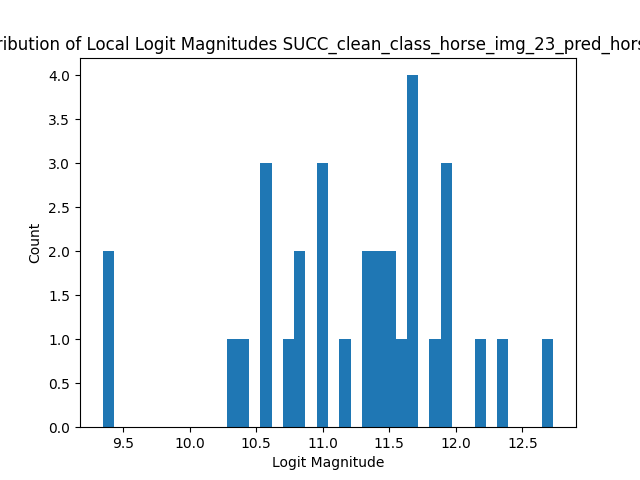 ribution of Local Logit Magnitudes SUCC_clean_class_horse_img_23_pred_hors
4.0
3.5
3.0
2.5
2.0
1.5
1.0
0.5
0.0
Count
9.5 10.0 10.5 11.0 11.5 12.0 12.5
Logit Magnitude